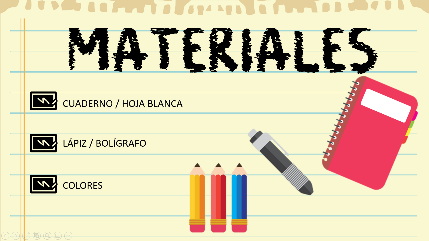 MATERIALES
CUADERNO / HOJA BLANCA
LÁPIZ / BOLÍGRAFO
COLORES